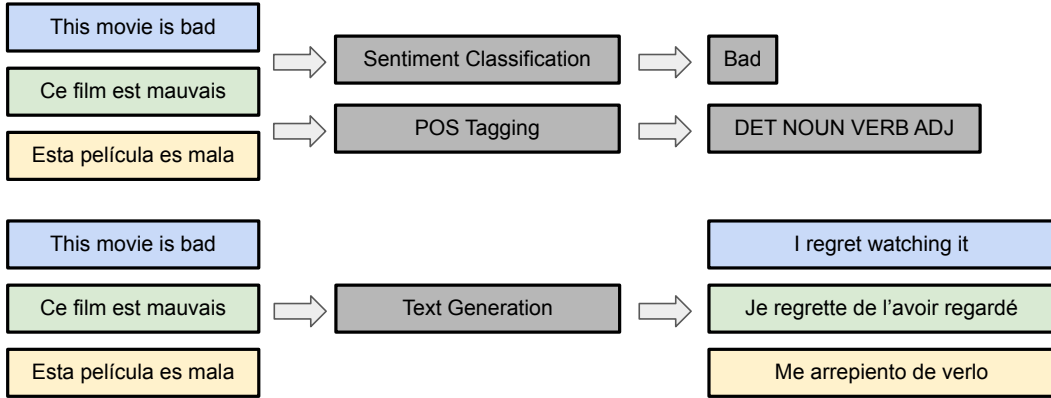 This movie is bad
Ce film est mauvais
Esta película es mala
Sentiment Classification
Bad
POS Tagging
DET NOUN VERB ADJ
This movie is bad
Ce film est mauvais
Esta película es mala
Text Generation
I regret watching it
Je regrette de l’avoir regardé
Me arrepiento de verlo